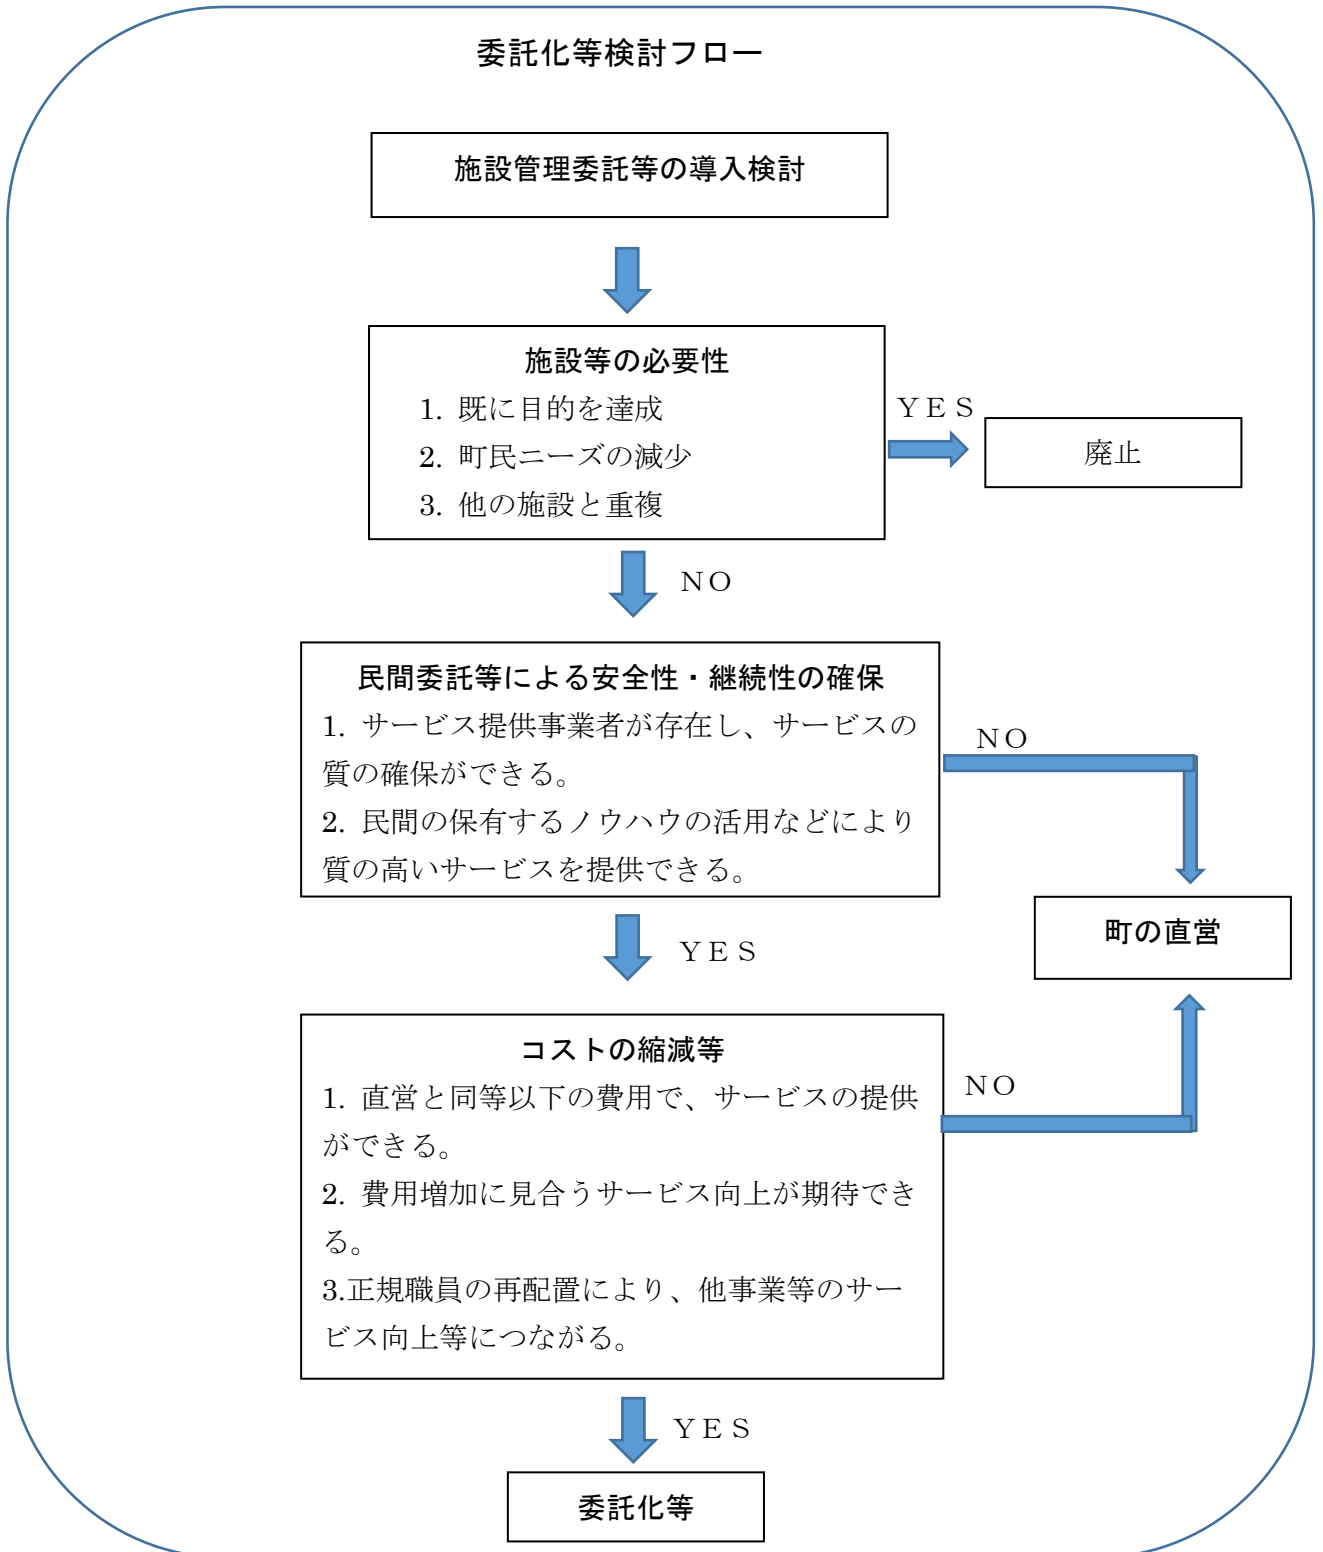 委託化等検討フロー
施設管理委託等の導入検討
施設等の必要性
1. 既に目的を達成
2. 町民ニーズの減少
3. 他の施設と重複
ＹＥＳ
廃止
ＮＯ
民間委託等による安全性・継続性の確保
1. サービス提供事業者が存在し、サービスの
質の確保ができる。
2. 民間の保有するノウハウの活用などにより
質の高いサービスを提供できる。
ＮＯ
町の直営
ＹＥＳ
コストの縮減等
1. 直営と同等以下の費用で、サービスの提供
ができる。
2. 費用増加に見合うサービス向上が期待でき
る。
3.正規職員の再配置により、他事業等のサー
ビス向上等につながる。
ＮＯ
ＹＥＳ
委託化等